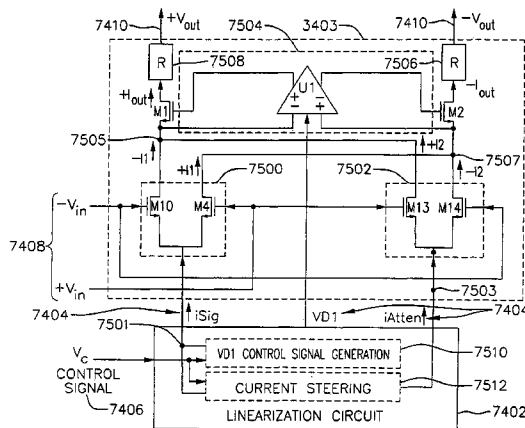 7410 +Vout 7504 3403 7410 -Vout
R 7508 7506 R
U1
+ - + -
+Iout M1 M2 -Iout
7505 -I1 +I2 7507
+I1 7500 7502 -I2
-Vin M10 M4 M13 M14
7408
+Vin
7503
7404 iSig VD1 iAtten 7404
7501
Vc VD1 CONTROL SIGNAL GENERATION 7510
CONTROL SIGNAL CURRENT STEERING 7512
7406 LINEARIZATION CIRCUIT 7402